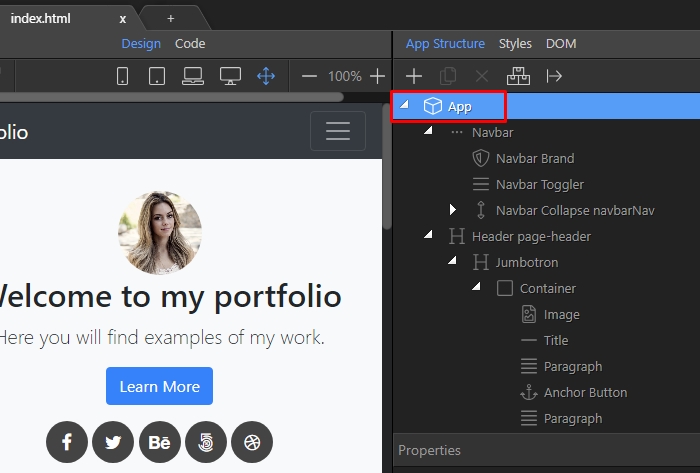 index.html x +
Design Code
App Structure Styles DOM
100%
App
Navbar
Navbar Brand
Navbar Toggler
Navbar Collapse navbarNav
Header page-header
Jumbotron
Container
Image
Title
Paragraph
Anchor Button
Paragraph
Properties
olio
Welcome to my portfolio
Here you will find examples of my work.
Learn More